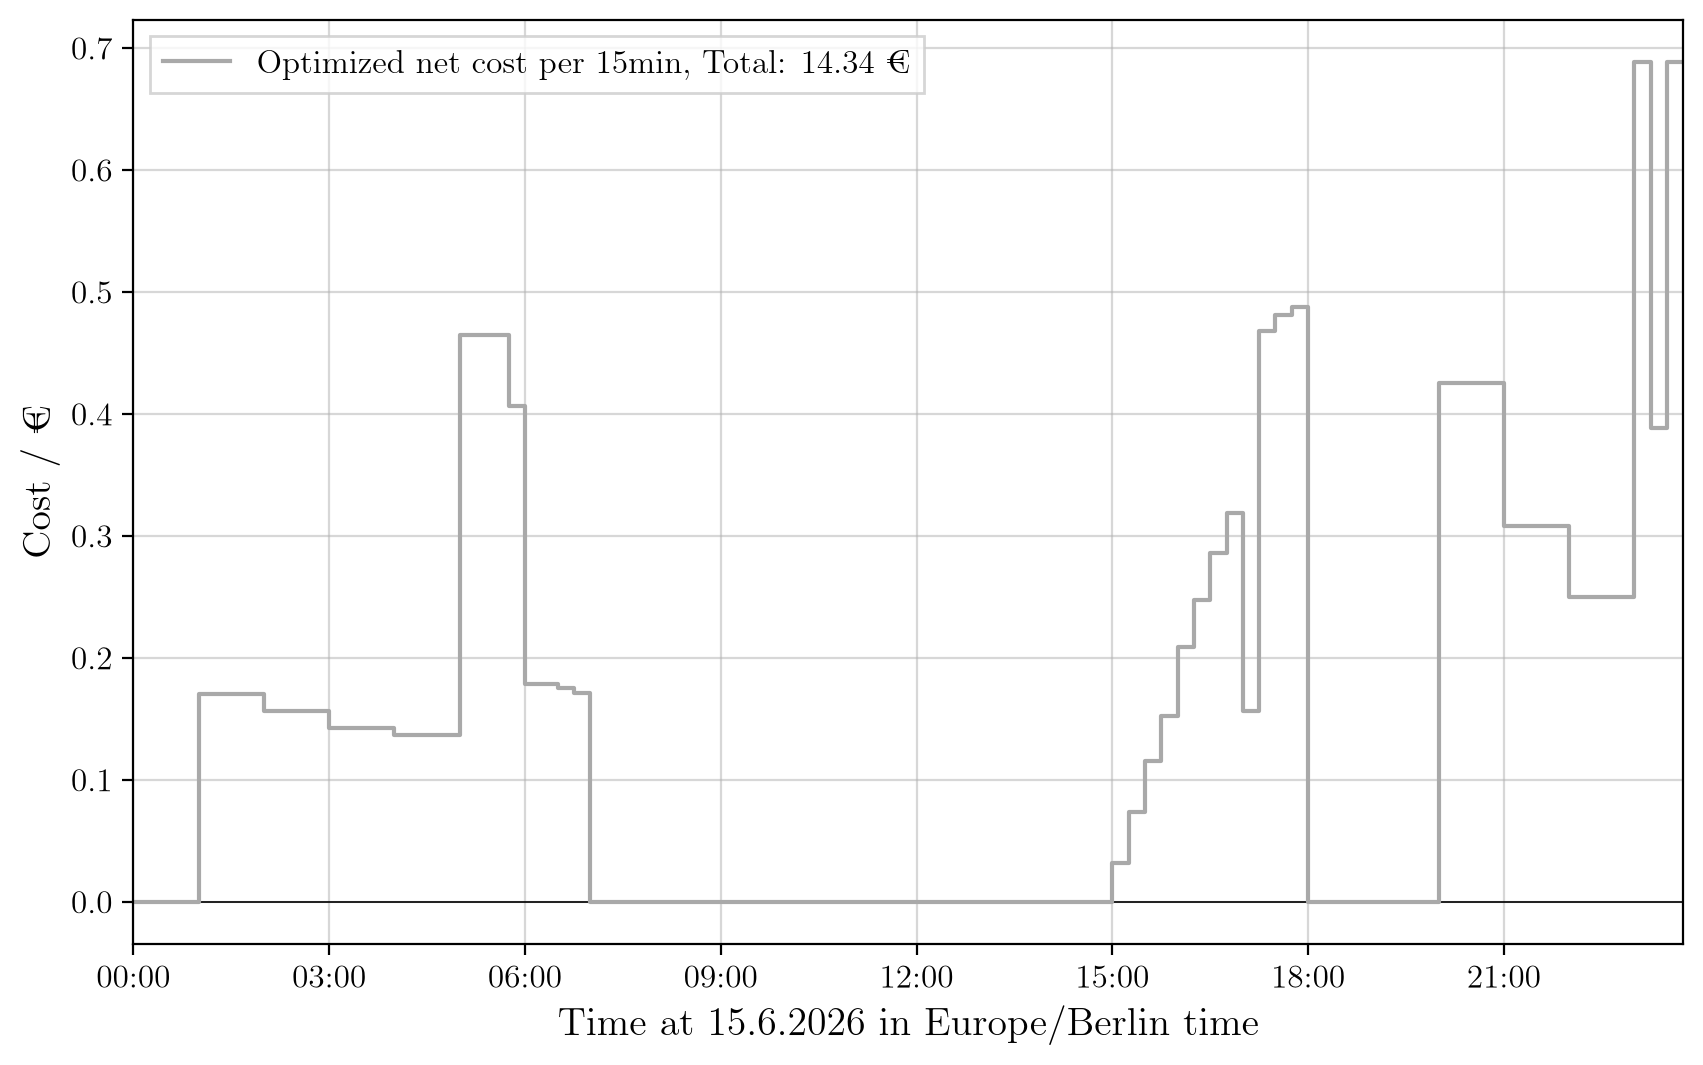 Optimized net cost per 15min, Total: 14.34 €
Cost / €
0.7
0.6
0.5
0.4
0.3
0.2
0.1
0.0
00:00 03:00 06:00 09:00 12:00 15:00 18:00 21:00
Time at 15.6.2026 in Europe/Berlin time